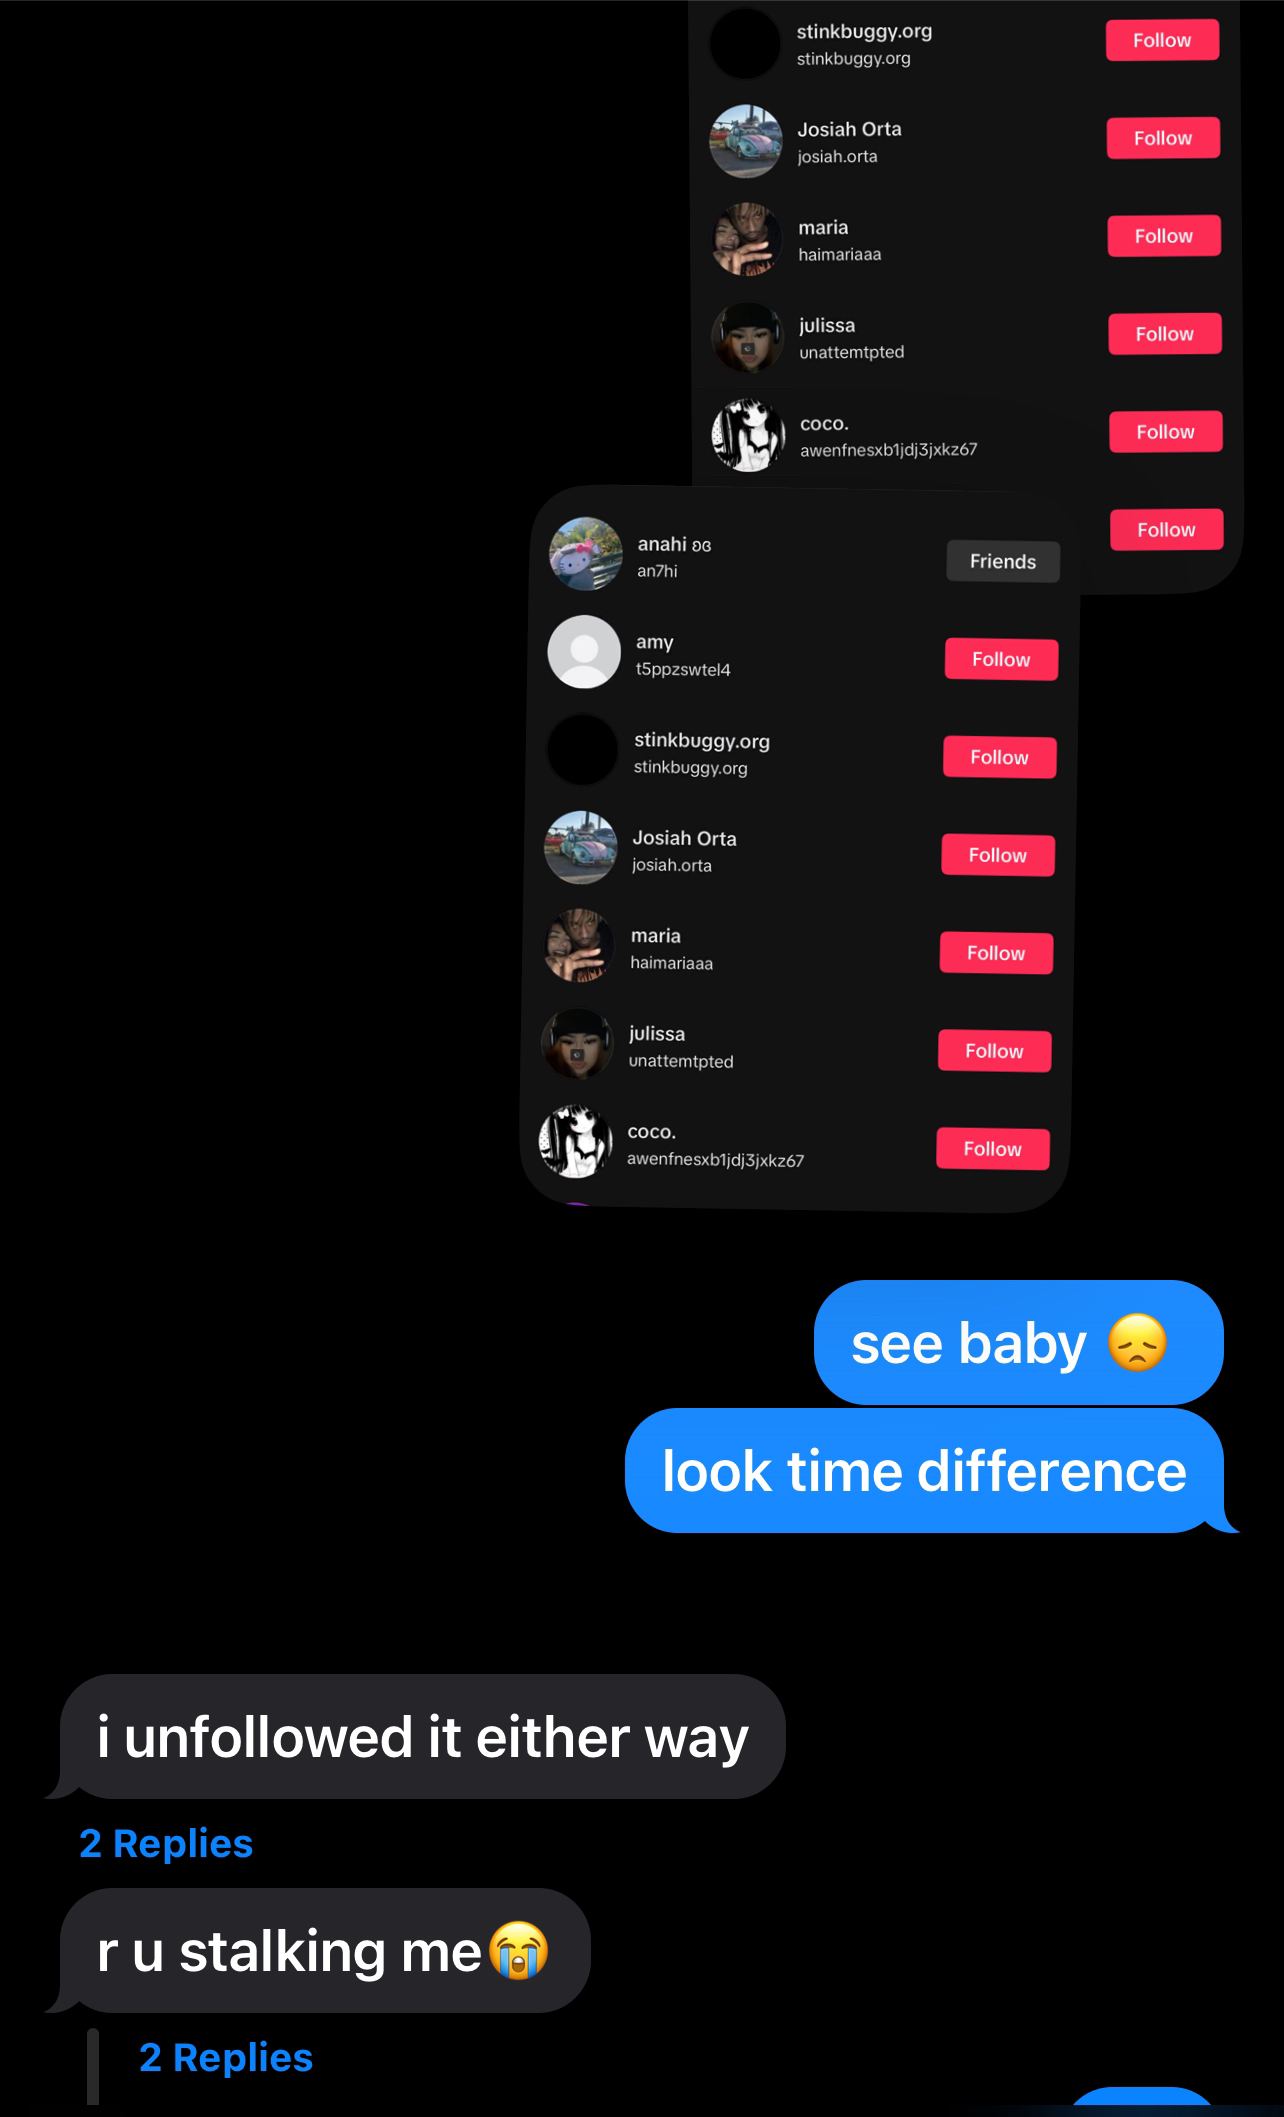 stinkbuggy.org
stinkbuggy.org
Follow
Josiah Orta
josiah.orta
Follow
maria
haimariaaa
Follow
julissa
unattemtpted
Follow
coco.
awenfnesxb1jdj3jxkz67
Follow
Follow
anahi ʚɞ
an7hi
Friends
amy
t5ppzswtel4
Follow
stinkbuggy.org
stinkbuggy.org
Follow
Josiah Orta
josiah.orta
Follow
maria
haimariaaa
Follow
julissa
unattemtpted
Follow
coco.
awenfnesxb1jdj3jxkz67
Follow
see baby 😞
look time difference
i unfollowed it either way
2 Replies
r u stalking me😭
2 Replies